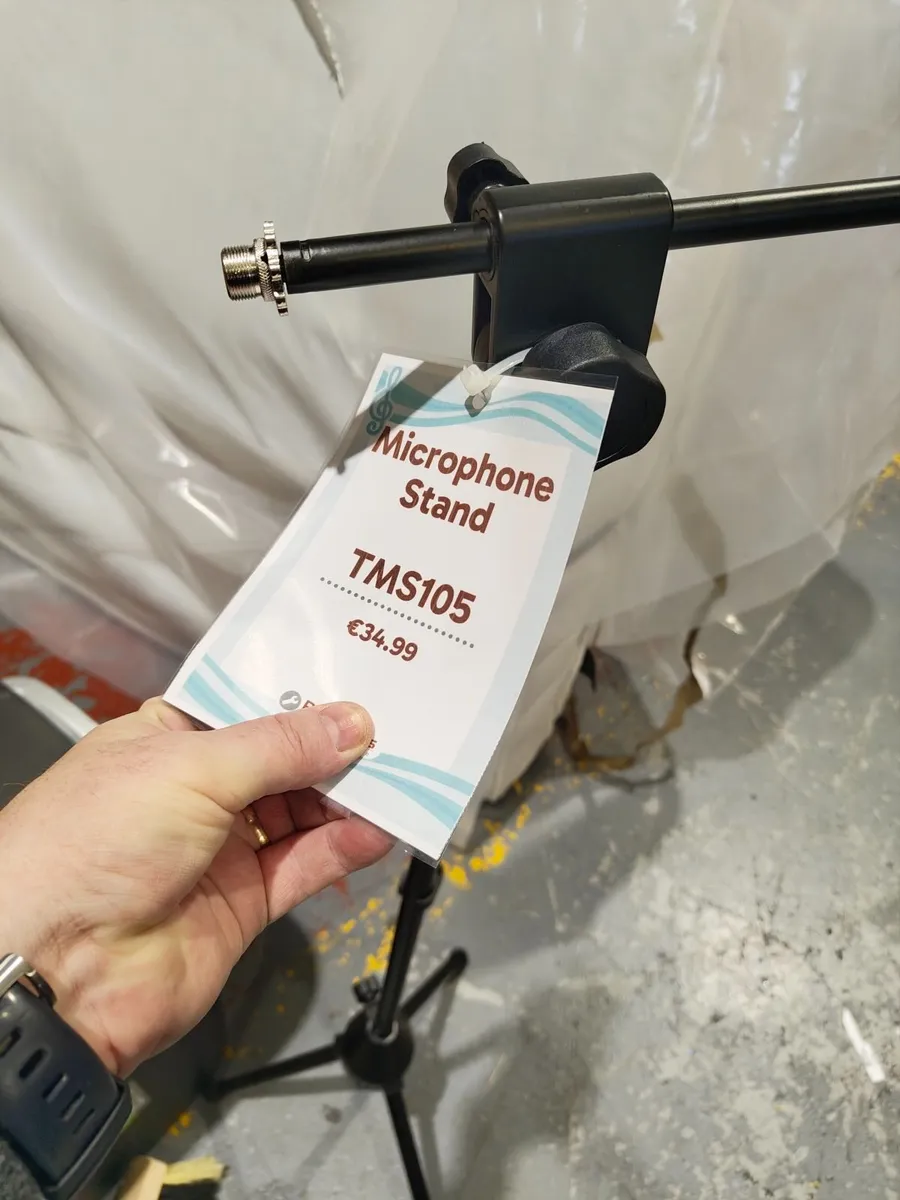 Microphone
Stand
TMS105
€34.99